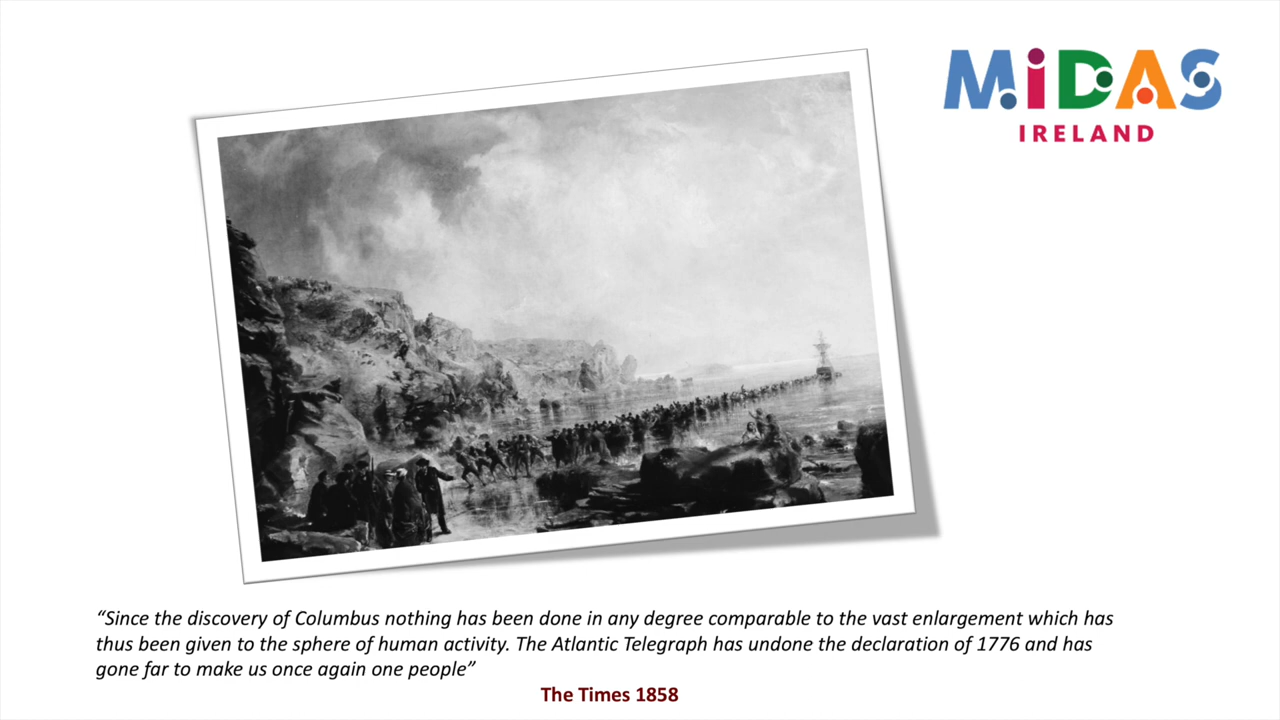 MiDAS
IRELAND
“Since the discovery of Columbus nothing has been done in any degree comparable to the vast enlargement which has
thus been given to the sphere of human activity. The Atlantic Telegraph has undone the declaration of 1776 and has
gone far to make us once again one people”
The Times 1858